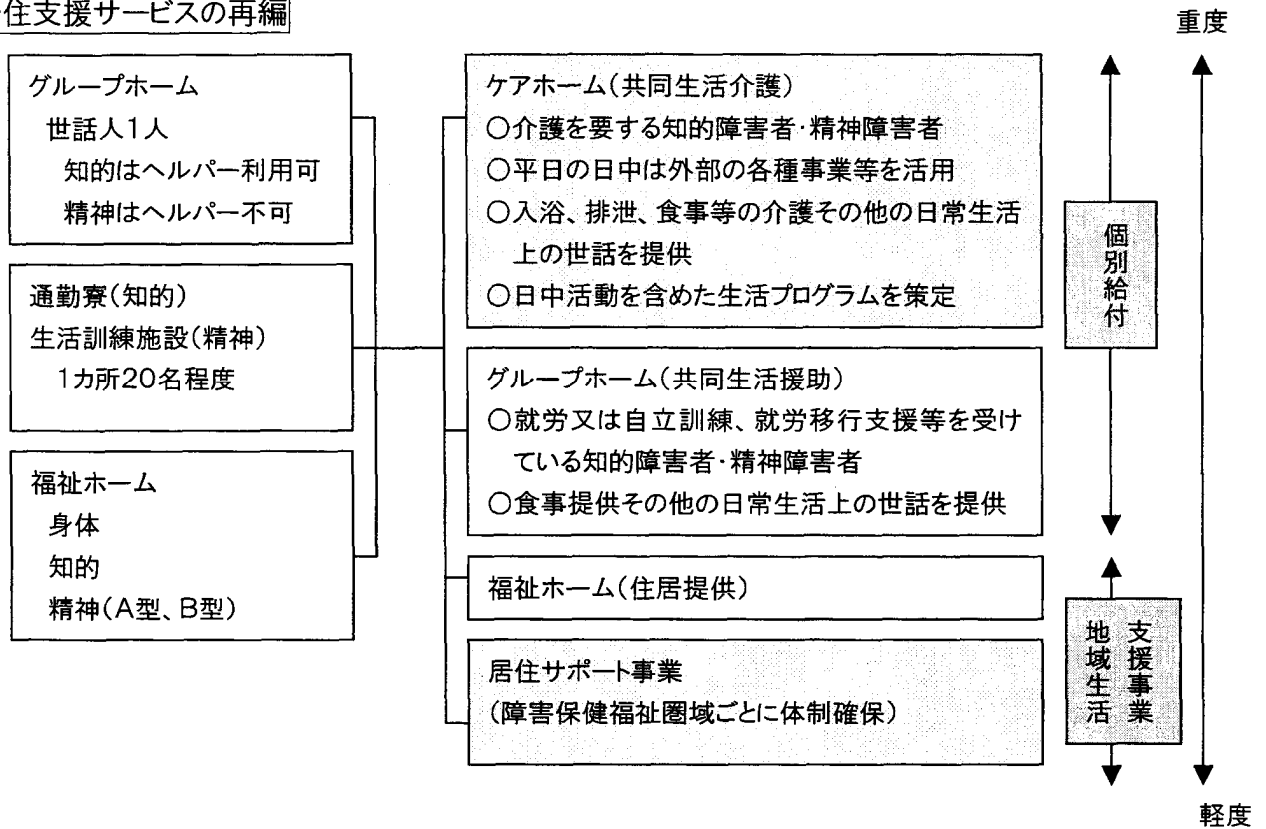 住支援サービスの再編
グループホーム
世話人1人
知的はヘルパー利用可
精神はヘルパー不可
通勤寮(知的)
生活訓練施設(精神)
1カ所20名程度
福祉ホーム
身体
知的
精神(A型、B型)
ケアホーム(共同生活介護)
○介護を要する知的障害者・精神障害者
○平日の日中は外部の各種事業等を活用
○入浴、排泄、食事等の介護その他の日常生活
上の世話を提供
○日中活動を含めた生活プログラムを策定
グループホーム(共同生活援助)
○就労又は自立訓練、就労移行支援等を受け
ている知的障害者・精神障害者
○食事提供その他の日常生活上の世話を提供
福祉ホーム(住居提供)
居住サポート事業
(障害保健福祉圏域ごとに体制確保)
重度
個別給付
地域生活
支援事業
軽度